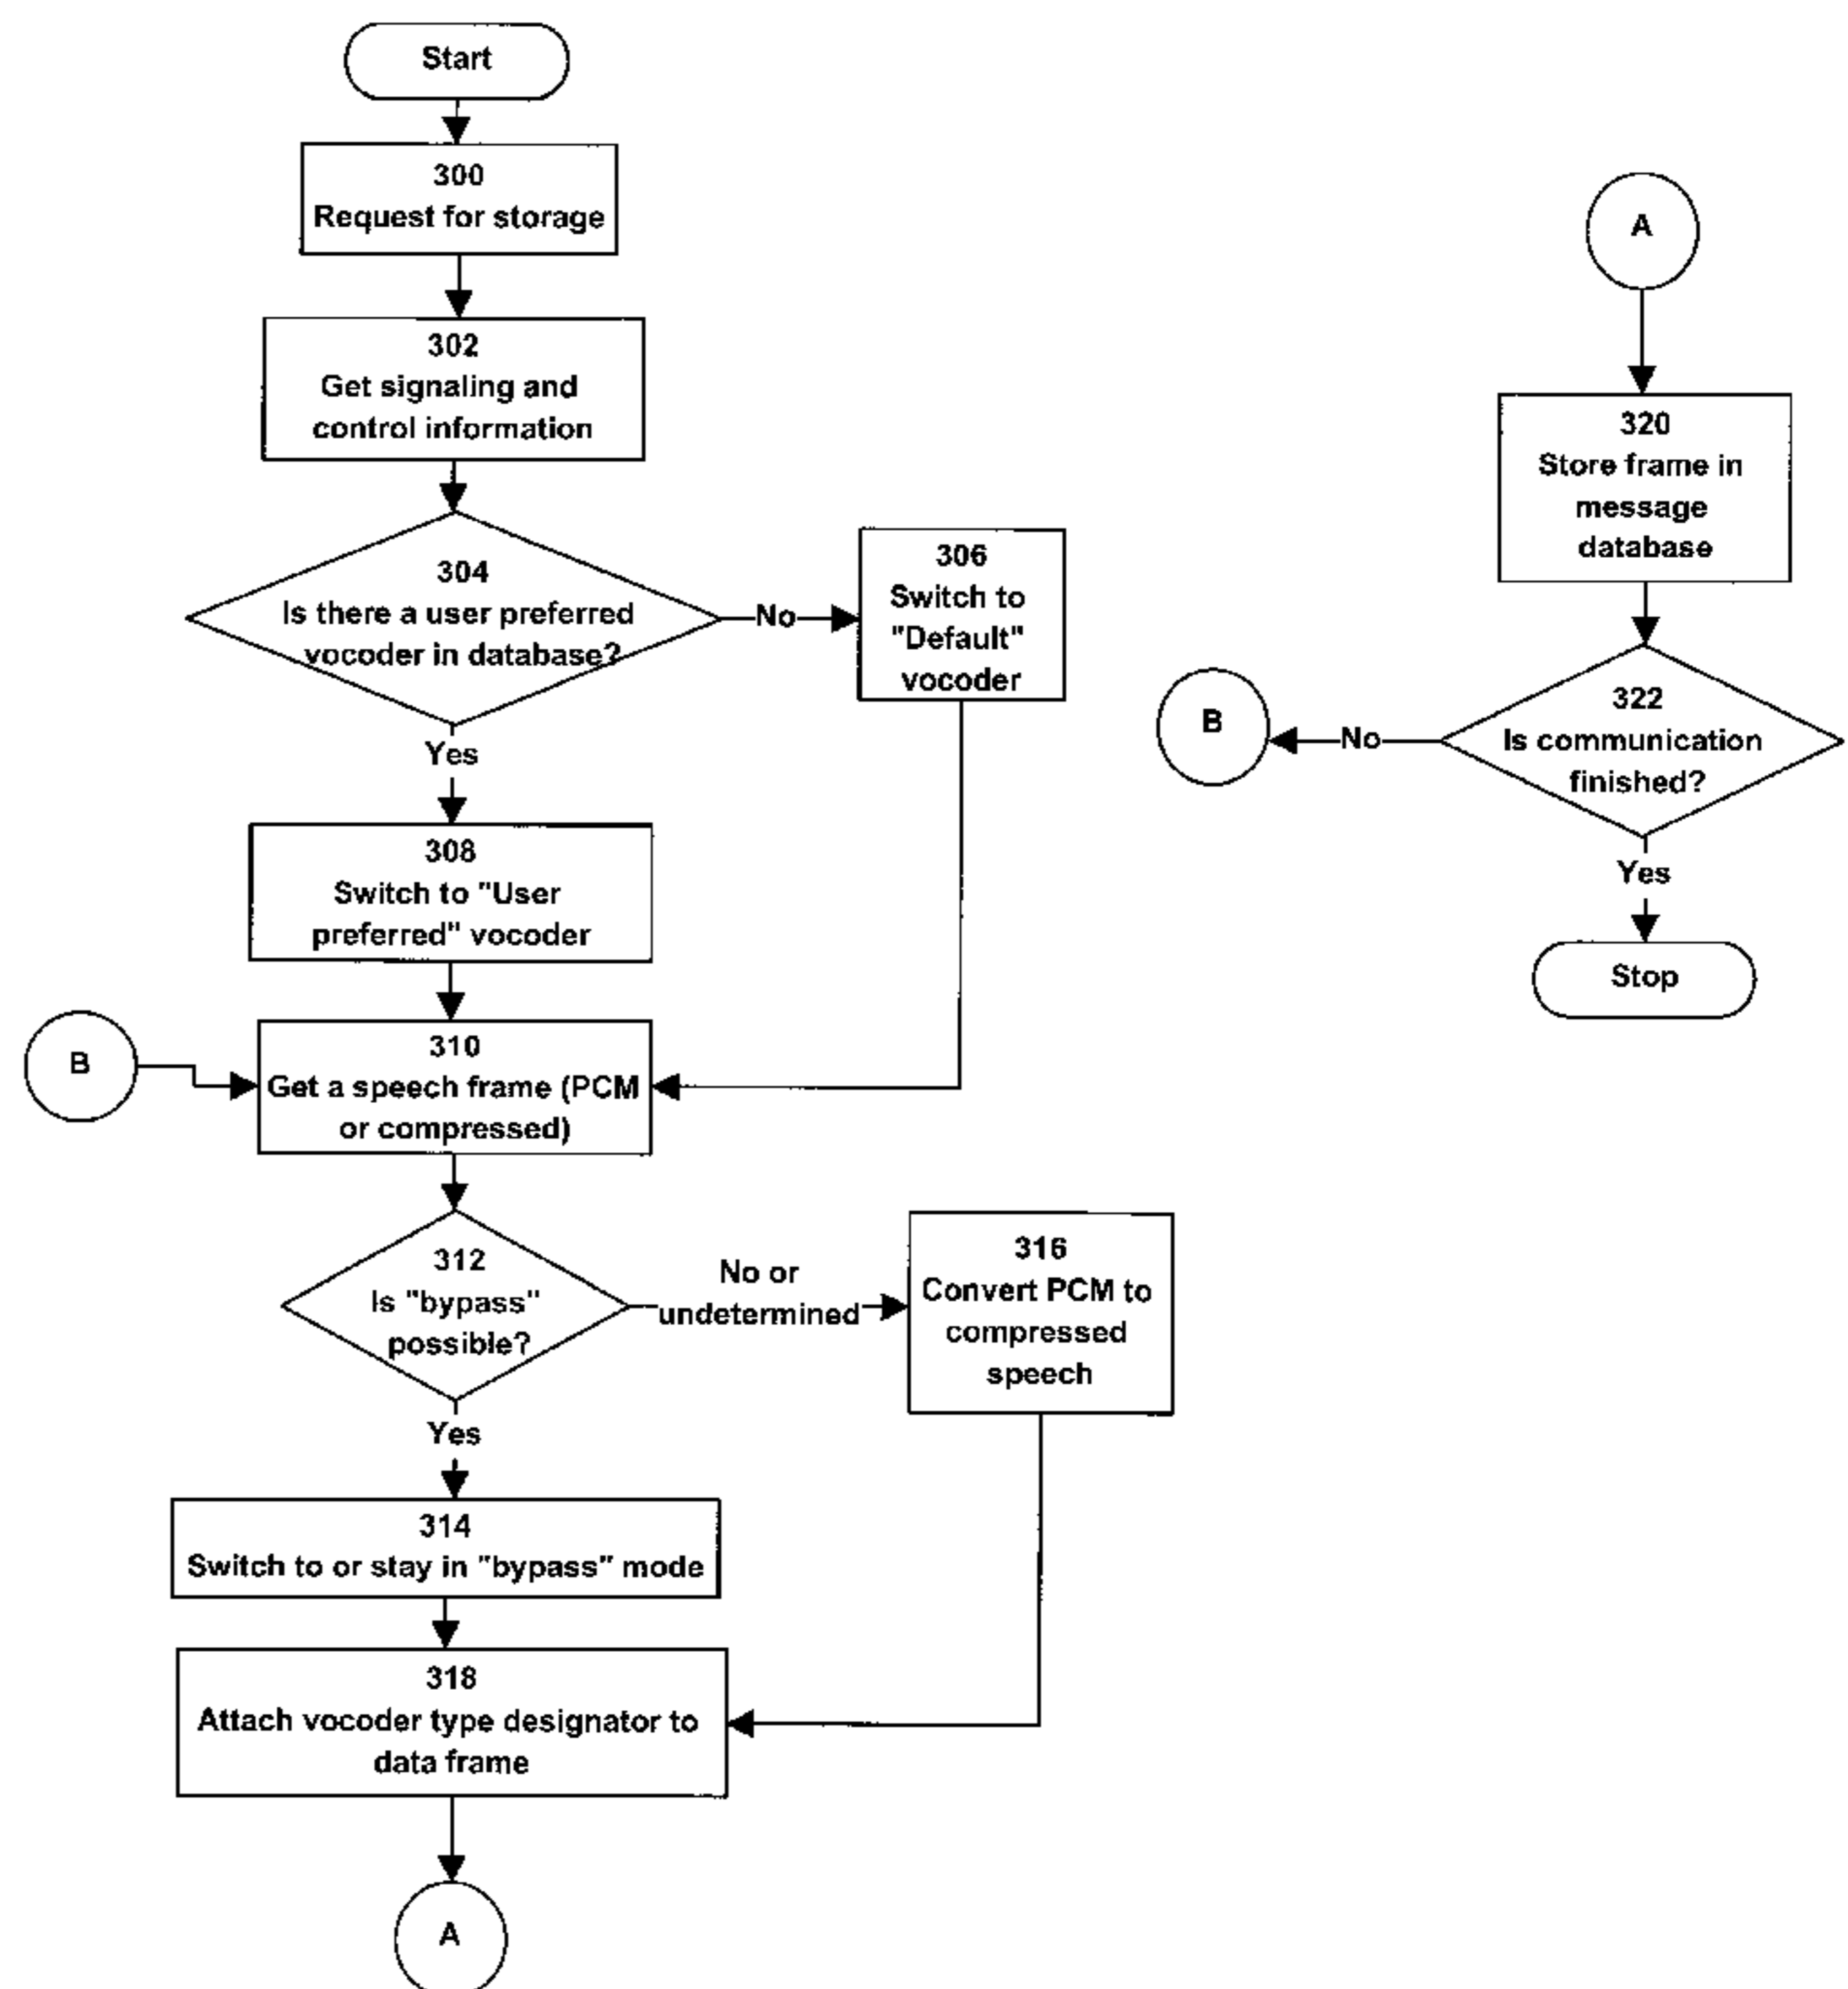 Start
300
Request for storage
302
Get signaling and
control information
304
Is there a user preferred
vocoder in database?
No
306
Switch to
"Default"
vocoder
Yes
308
Switch to "User
preferred" vocoder
B
310
Get a speech frame (PCM
or compressed)
312
Is "bypass"
possible?
No or
undetermined
316
Convert PCM to
compressed
speech
Yes
314
Switch to or stay in "bypass" mode
318
Attach vocoder type designator to
data frame
A
A
320
Store frame in
message
database
322
Is communication
finished?
No
B
Yes
Stop